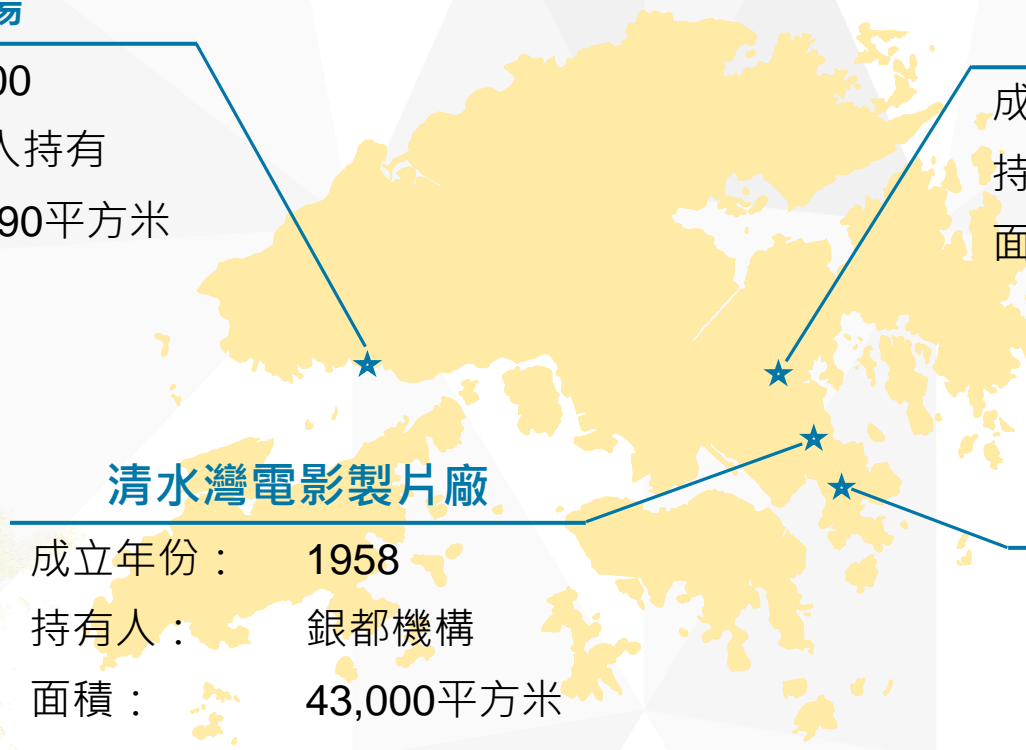 場
00
人持有
90平方米
成
持
面
清水灣電影製片廠
成立年份： 1958
持有人： 銀都機構
面積： 43,000平方米